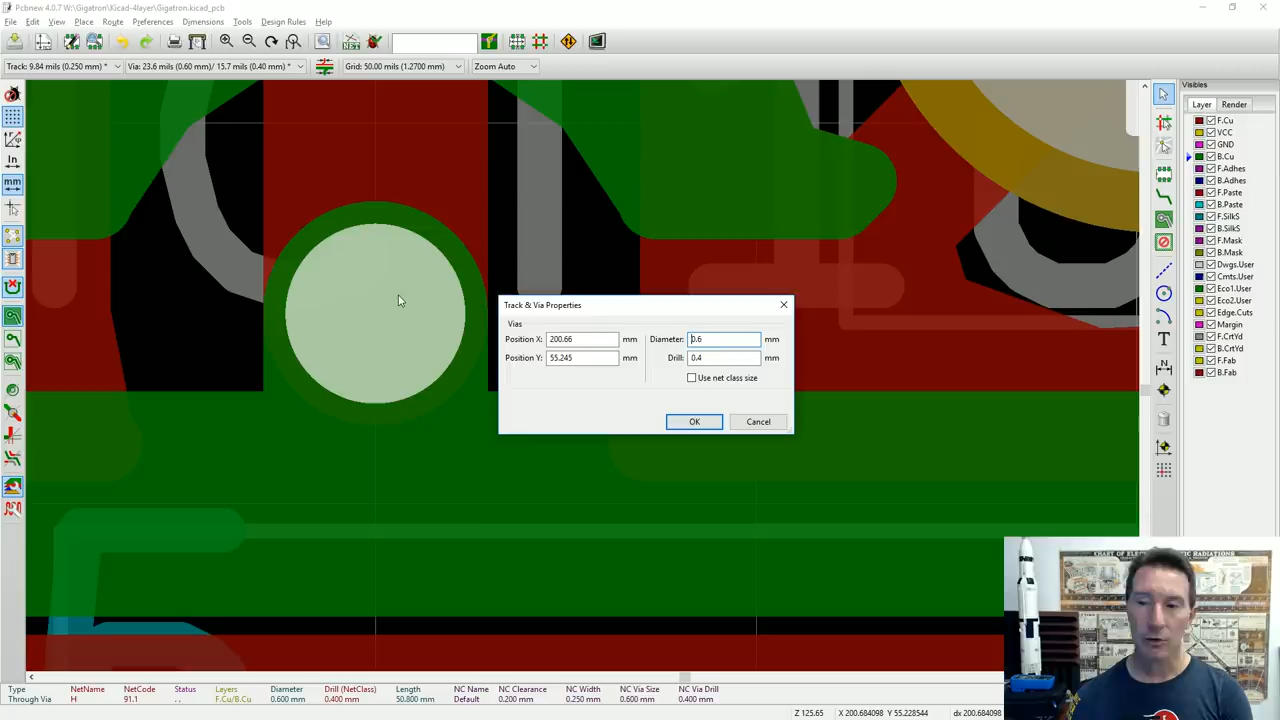 Pcbnew 4.0.7 W:\Gigatron\Kicad-4layer\Gigatron.kicad_pcb
File Edit View Place Route Preferences Dimensions Tools Design Rules Help
Track: 9.84 mils (0.250 mm) * Via: 23.6 mils (0.60 mm)/ 15.7 mils (0.40 mm) * Grid: 50.00 mils (1.2700 mm) Zoom Auto
Visibles
Layer Render
F.Cu
VCC
GND
B.Cu
F.Adhes
B.Adhes
F.Paste
B.Paste
F.SilkS
B.SilkS
F.Mask
B.Mask
Dwgs.User
Cmts.User
Eco1.User
Eco2.User
Edge.Cuts
Margin
F.CrtYd
B.CrtYd
F.Fab
B.Fab
In
mm
NET
Track & Via Properties
Vias
Position X: 200.66 mm Diameter: 0.6 mm
Position Y: 55.245 mm Drill: 0.4 mm
Use net class size
OK Cancel
Type NetName NetCode Status Layers Diameter Drill (NetClass) Length NC Name NC Clearance NC Width NC Via Size NC Via Drill
Through Via H 91.1 . , F.Cu/B.Cu 0.600 mm 0.400 mm 50.800 mm Default 0.200 mm 0.250 mm 0.600 mm 0.400 mm
Z 125.65 X 200.684098 Y 55.228544 dx 200.684098